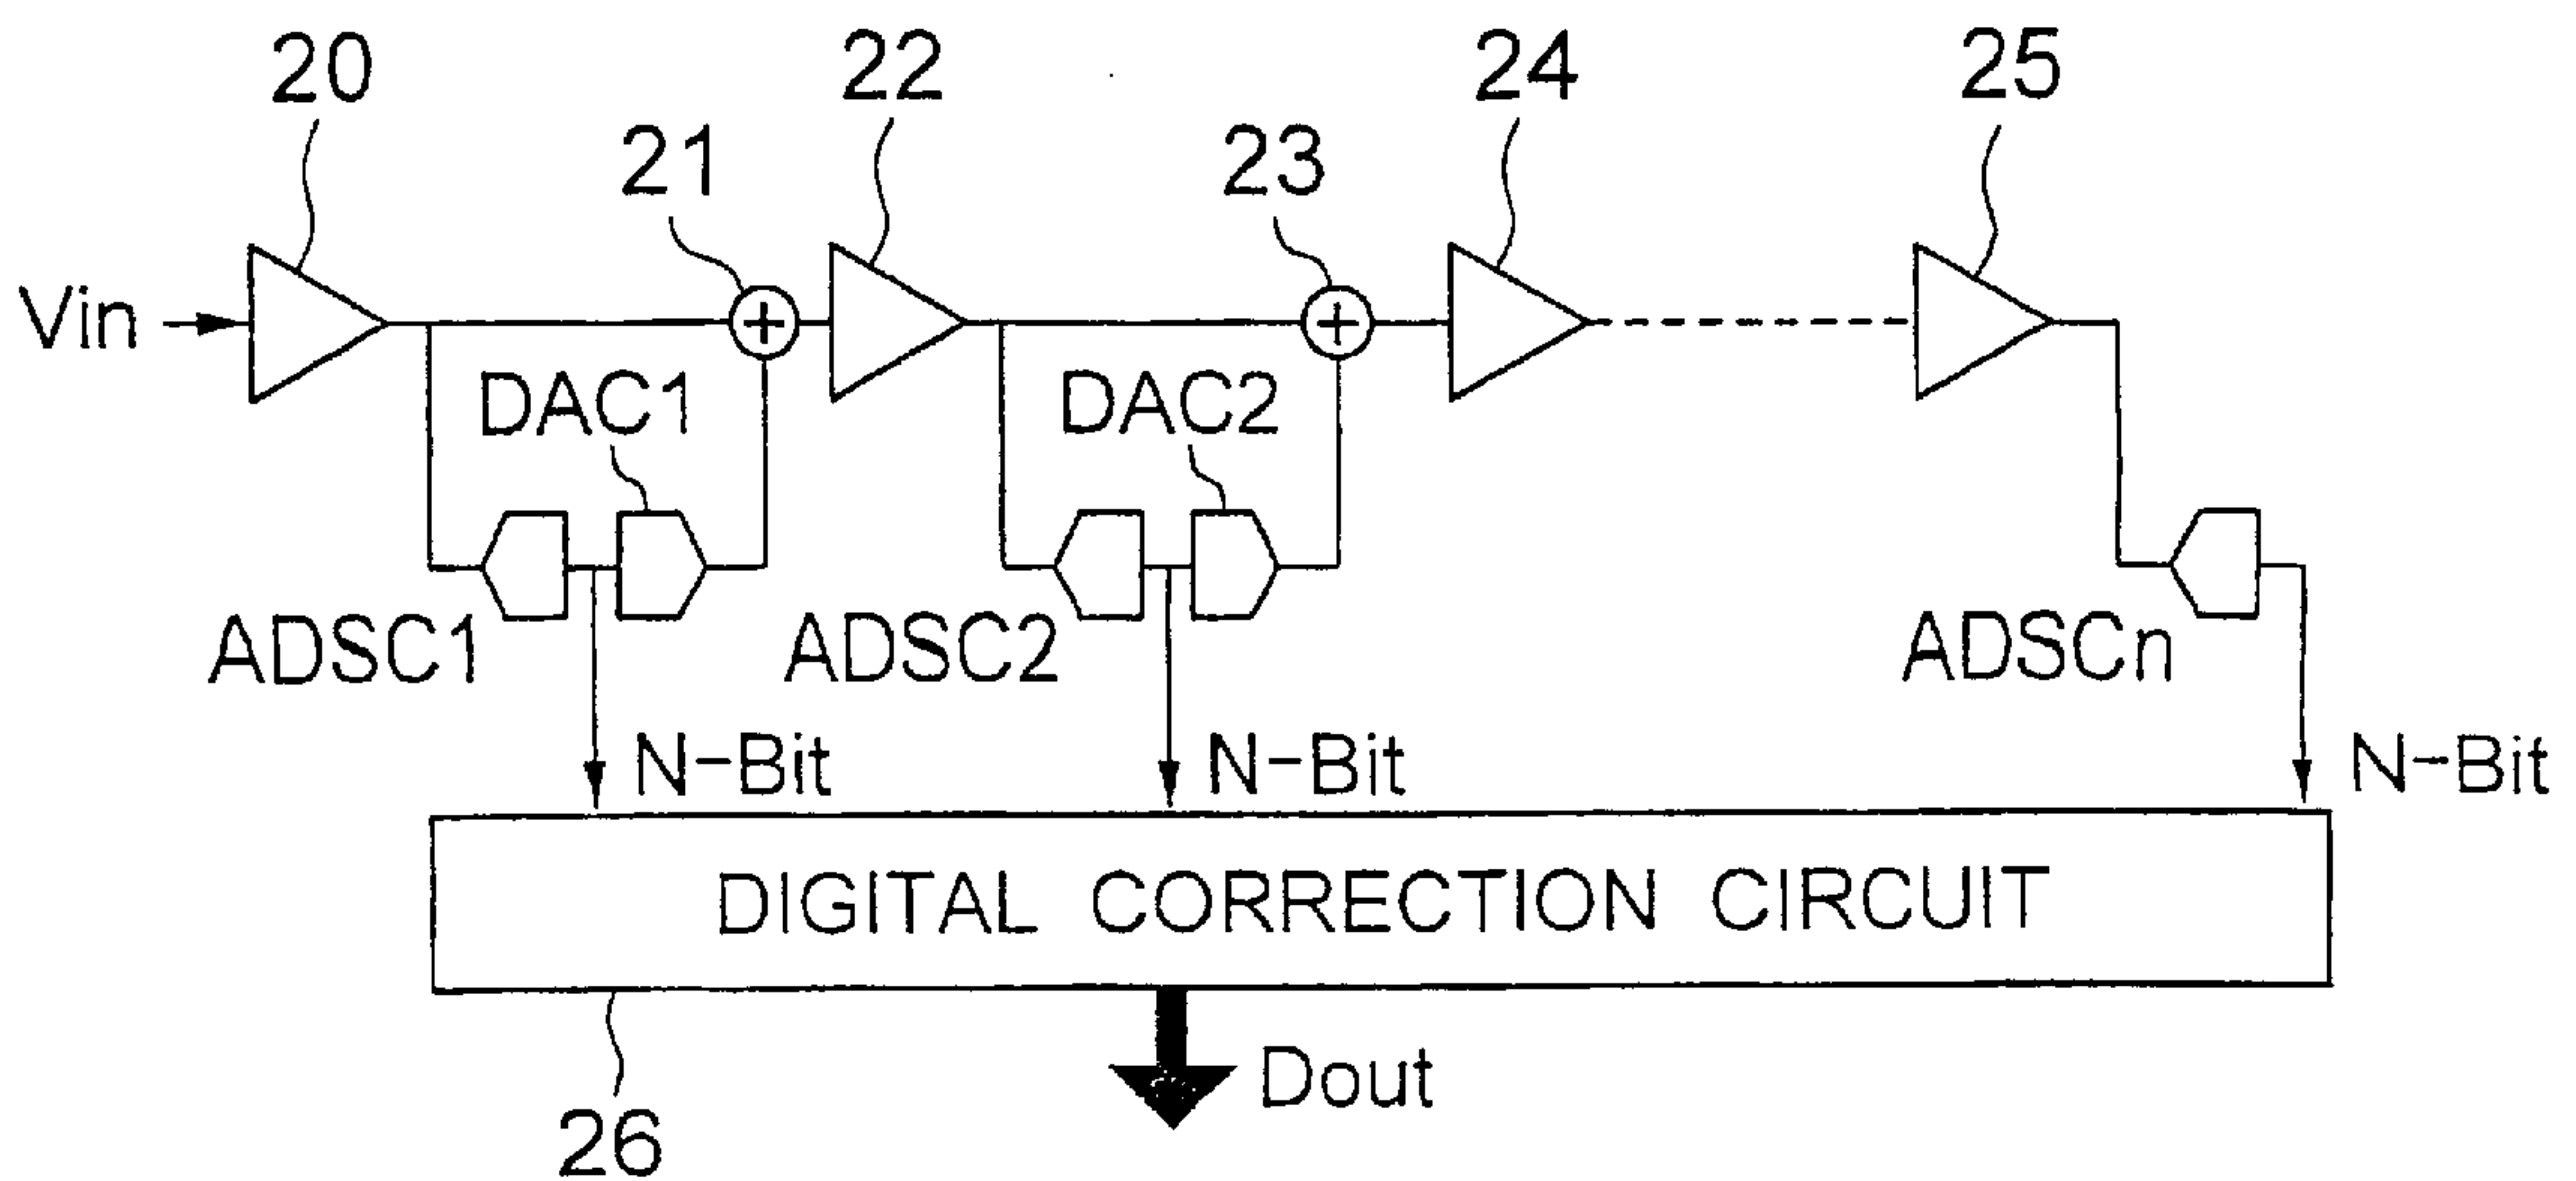 20
22
24
25
21
23
Vin
DAC1
DAC2
ADSC1
ADSC2
ADSCn
N-Bit
N-Bit
N-Bit
DIGITAL CORRECTION CIRCUIT
Dout
26